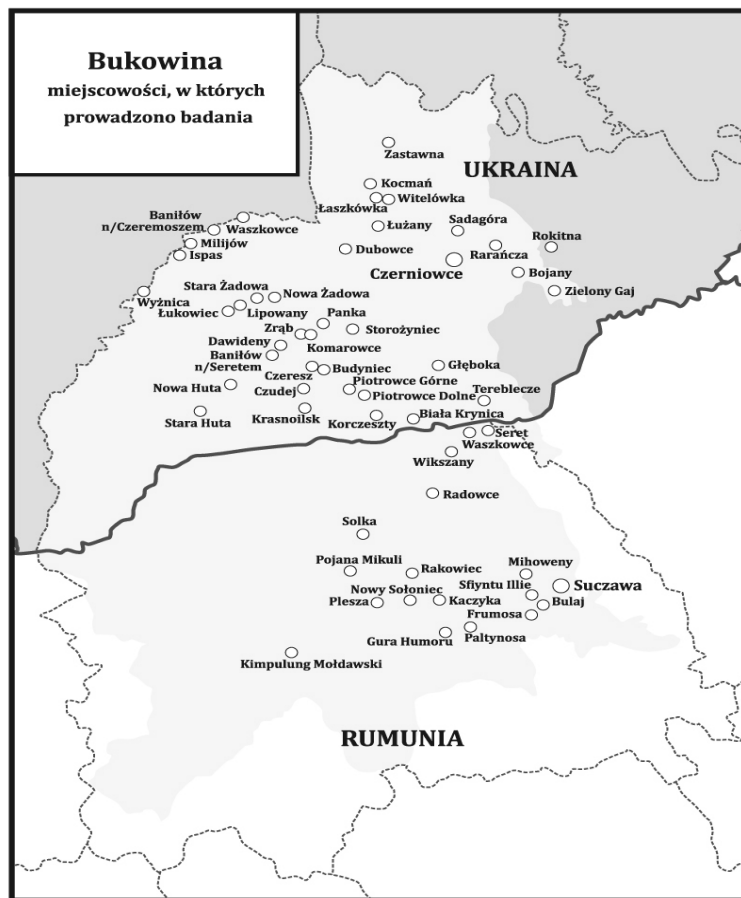 Bukowina
miejscowości, w których
prowadzono badania
Zastawna
UKRAINA
Kocmań
Łaszkówka
Witelówka
Baniłów
n/Czeremoszem
Waszkowce
Łużany
Sadagóra
Milijów
Ispas
Dubowce
Rarańcza
Rokitna
Czerniowce
Bojany
Wyżnica
Stara Żadowa
Nowa Żadowa
Zielony Gaj
Łukowiec
Lipowany
Panka
Zrąb
Storożyniec
Dawideny
Komarowce
Baniłów
n/Seretem
Czeresz
Budyniec
Głęboka
Nowa Huta
Czudej
Piotrowce Górne
Piotrowce Dolne
Tereblecze
Stara Huta
Krasnoilsk
Korczeszty
Biała Krynica
Seret
Waszkowce
Wikszany
Radowce
Solka
Pojana Mikuli
Rakowiec
Mihoweny
Nowy Sołoniec
Sfiyntu Illie
Suczawa
Plesza
Kaczyka
Bulaj
Frumosa
Gura Humoru
Paltynosa
Kimpulung Mołdawski
RUMUNIA